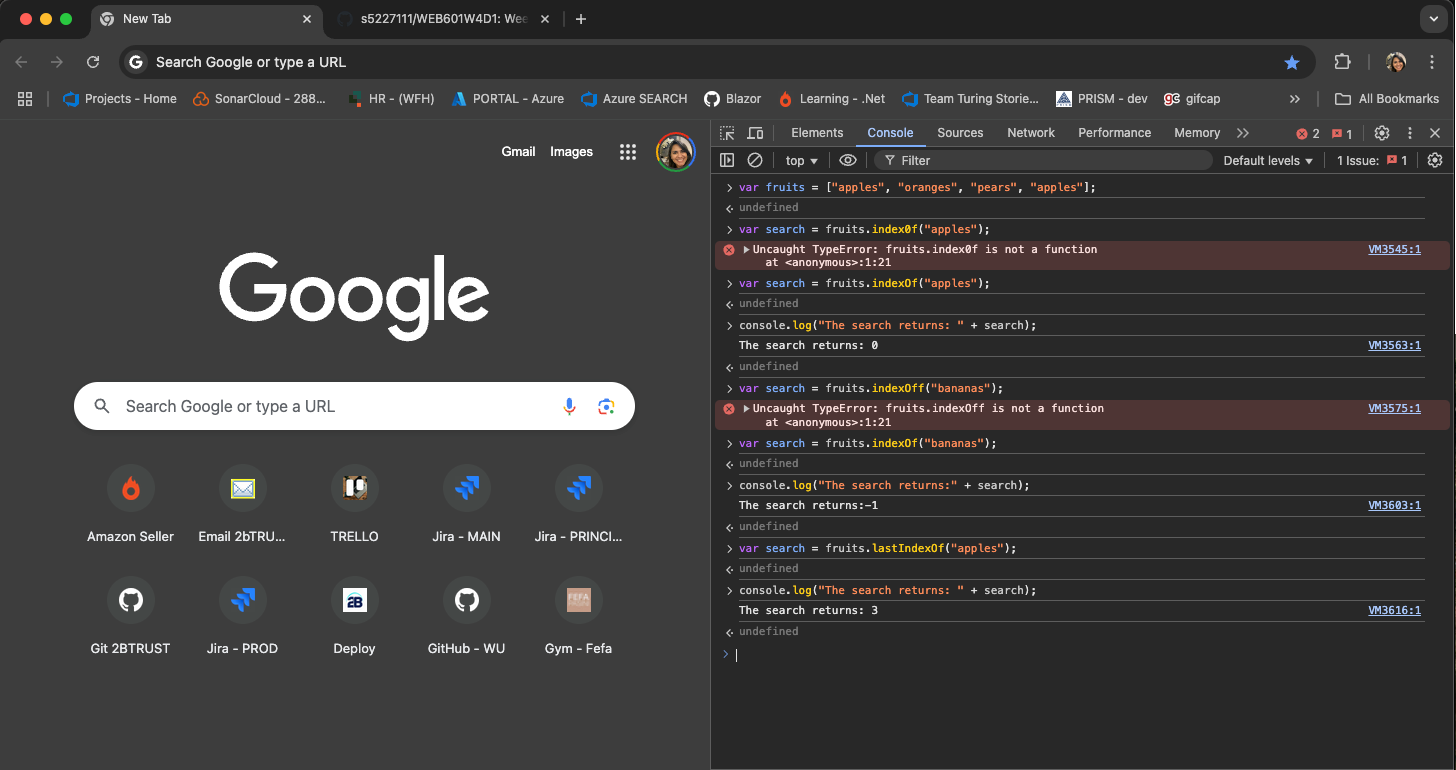 New Tab
s5227111/WEB601W4D1: Wee
Search Google or type a URL
Projects - Home
SonarCloud - 288...
HR - (WFH)
PORTAL - Azure
Azure SEARCH
Blazor
Learning - .Net
Team Turing Storie...
PRISM - dev
gc gifcap
All Bookmarks
Gmail
Images
Google
Search Google or type a URL
Amazon Seller
Email 2bTRU...
TRELLO
Jira - MAIN
Jira - PRINCI...
2B
FEFA
Git 2BTRUST
Jira - PROD
Deploy
GitHub - WU
Gym - Fefa
Elements
Console
Sources
Network
Performance
Memory
2
1
top
Filter
Default levels
1 Issue:
1
var fruits = ["apples", "oranges", "pears", "apples"];
undefined
var search = fruits.index0f("apples");
Uncaught TypeError: fruits.index0f is not a function VM3545:1
at <anonymous>:1:21
var search = fruits.indexOf("apples");
undefined
console.log("The search returns: " + search);
The search returns: 0 VM3563:1
undefined
var search = fruits.indexOff("bananas");
Uncaught TypeError: fruits.indexOff is not a function VM3575:1
at <anonymous>:1:21
var search = fruits.indexOf("bananas");
undefined
console.log("The search returns:" + search);
The search returns:-1 VM3603:1
undefined
var search = fruits.lastIndexOf("apples");
undefined
console.log("The search returns: " + search);
The search returns: 3 VM3616:1
undefined